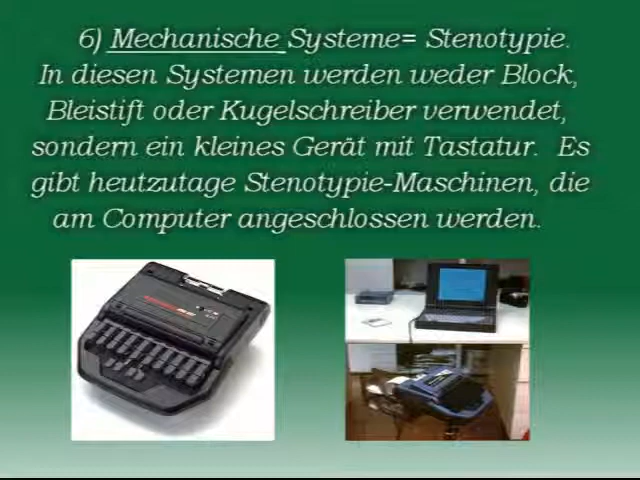 6) Mechanische Systeme= Stenotypie.
In diesen Systemen werden weder Block,
Bleistift oder Kugelschreiber verwendet,
sondern ein kleines Gerät mit Tastatur. Es
gibt heutzutage Stenotypie-Maschinen, die
am Computer angeschlossen werden.